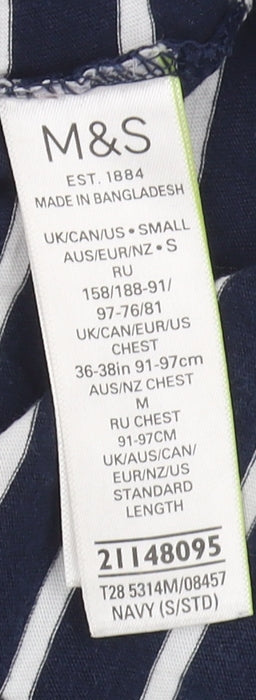 M&S
EST. 1884
MADE IN BANGLADESH
UK/CAN/US • SMALL
AUS/EUR/NZ • S
RU
158/188-91/
97-76/81
UK/CAN/EUR/US
CHEST
36-38in 91-97cm
AUS/NZ CHEST
M
RU CHEST
91-97CM
UK/AUS/CAN/
EUR/NZ/US
STANDARD
LENGTH
21148095
T28 5314M/08457
NAVY (S/STD)